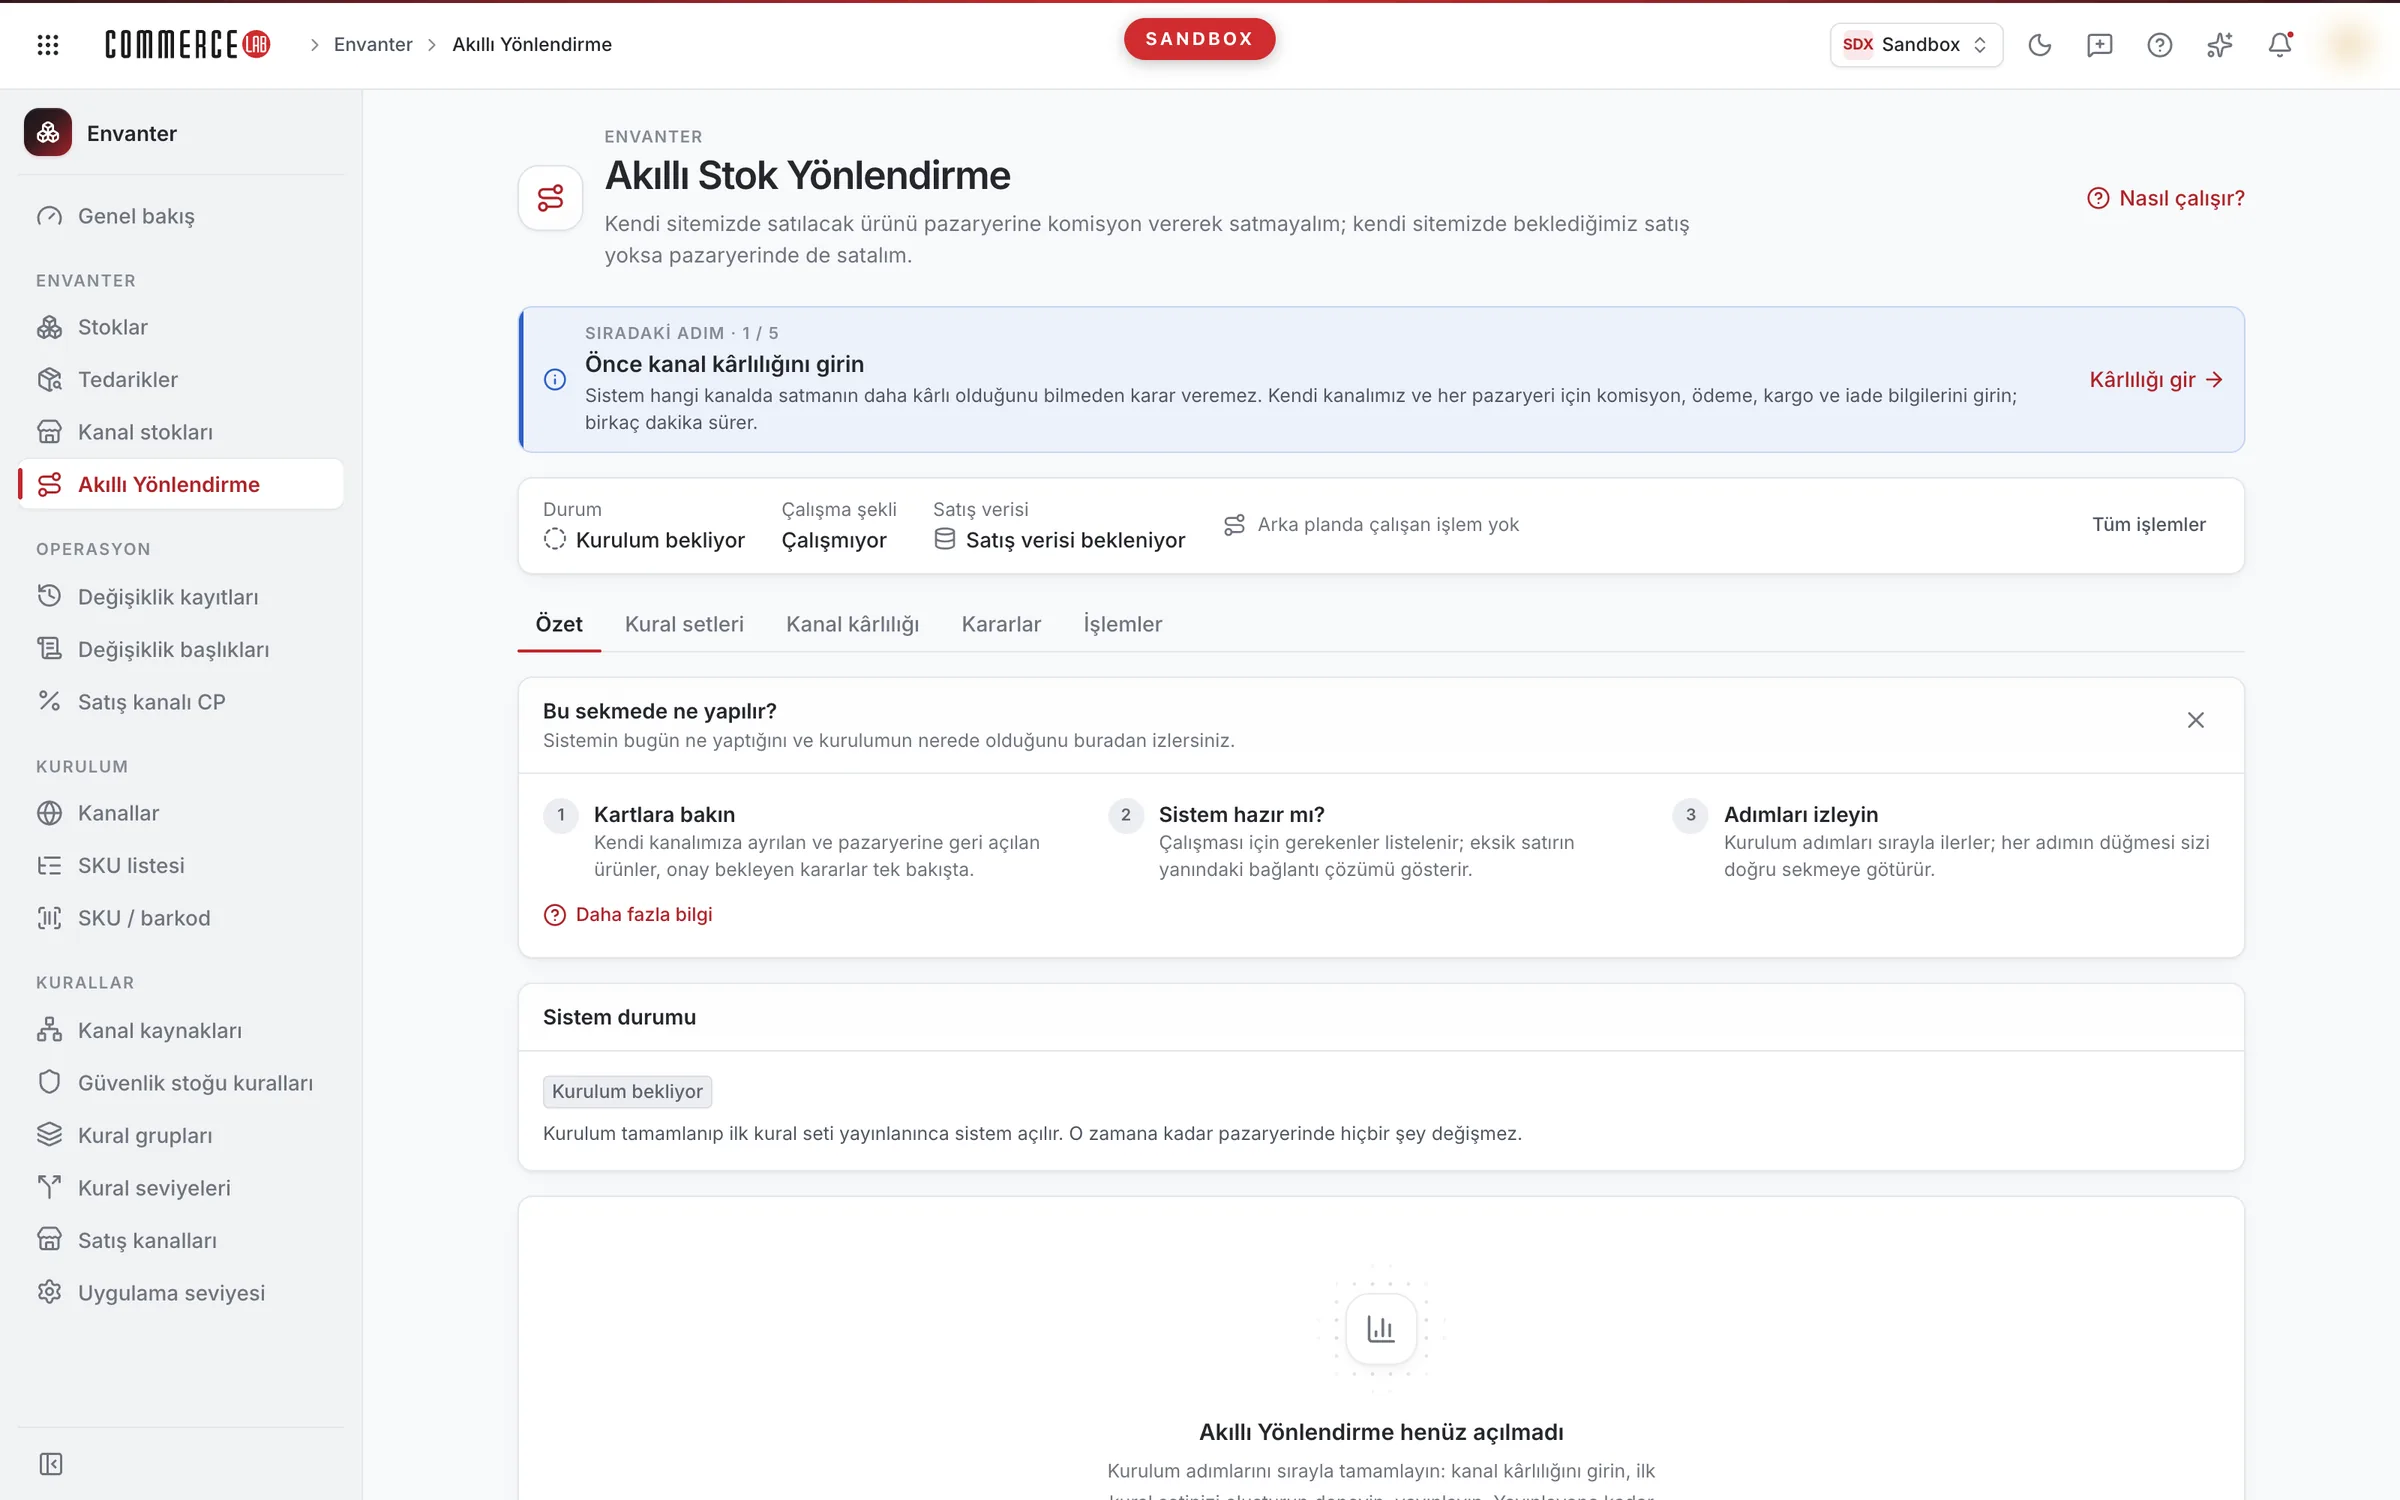 COMMERCE LAB
Envanter
Akıllı Yönlendirme
SANDBOX
SDX Sandbox
Envanter
Genel bakış
ENVANTER
Stoklar
Tedarikler
Kanal stokları
Akıllı Yönlendirme
OPERASYON
Değişiklik kayıtları
Değişiklik başlıkları
Satış kanalı CP
KURULUM
Kanallar
SKU listesi
SKU / barkod
KURALLAR
Kanal kaynakları
Güvenlik stoğu kuralları
Kural grupları
Kural seviyeleri
Satış kanalları
Uygulama seviyesi
ENVANTER
Akıllı Stok Yönlendirme
Kendi sitemizde satılacak ürünü pazaryerine komisyon vererek satmayalım; kendi sitemizde beklediğimiz satış
yoksa pazaryerinde de satalım.
Nasıl çalışır?
SIRADAKİ ADIM · 1 / 5
Önce kanal kârlılığını girin
Sistem hangi kanalda satmanın daha kârlı olduğunu bilmeden karar veremez. Kendi kanalımız ve her pazaryeri için komisyon, ödeme, kargo ve iade bilgilerini girin;
birkaç dakika sürer.
Kârlılığı gir
Durum
Kurulum bekliyor
Çalışma şekli
Çalışmıyor
Satış verisi
Satış verisi bekleniyor
Arka planda çalışan işlem yok
Tüm işlemler
Özet
Kural setleri
Kanal kârlılığı
Kararlar
İşlemler
Bu sekmede ne yapılır?
Sistemin bugün ne yaptığını ve kurulumun nerede olduğunu buradan izlersiniz.
1
Kartlara bakın
Kendi kanalımıza ayrılan ve pazaryerine geri açılan
ürünler, onay bekleyen kararlar tek bakışta.
2
Sistem hazır mı?
Çalışması için gerekenler listelenir; eksik satırın
yanındaki bağlantı çözümü gösterir.
3
Adımları izleyin
Kurulum adımları sırayla ilerler; her adımın düğmesi sizi
doğru sekmeye götürür.
Daha fazla bilgi
Sistem durumu
Kurulum bekliyor
Kurulum tamamlanıp ilk kural seti yayınlanınca sistem açılır. O zamana kadar pazaryerinde hiçbir şey değişmez.
Akıllı Yönlendirme henüz açılmadı
Kurulum adımlarını sırayla tamamlayın: kanal kârlılığını girin, ilk